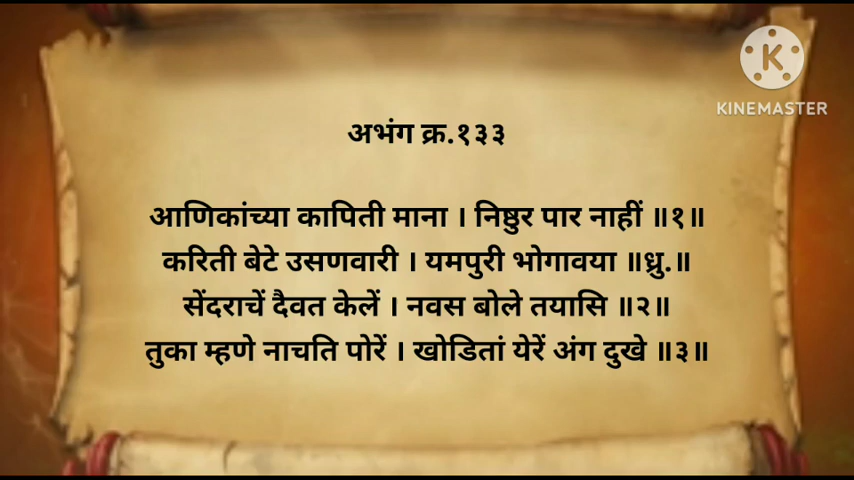 KINEMASTER
अभंग क्र.१३३
आणिकांच्या कापिती माना । निष्ठुर पार नाहीं ॥१॥
करिती बेटे उसणवारी । यमपुरी भोगावया ॥ध्रु.॥
सेंदराचें दैवत केलें । नवस बोले तयासि ॥२॥
तुका म्हणे नाचति पोरें । खोडितां येरें अंग दुखे ॥३॥